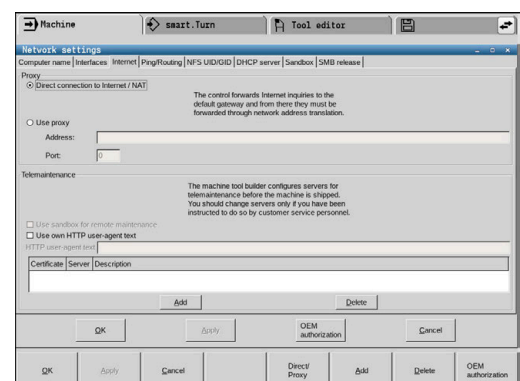 Machine
smart.Turn
Tool editor
Network settings
Computer name Interfaces Internet Ping/Routing NFS UID/GID DHCP server Sandbox SMB release
Proxy
Direct connection to Internet / NAT
The control forwards Internet inquiries to the
default gateway and from there they must be
forwarded through network address translation.
Use proxy
Address:
Port:
0
Telemaintenance
The machine tool builder configures servers for
telemaintenance before the machine is shipped.
You should change servers only if you have been
instructed to do so by customer service personnel.
Use sandbox for remote maintenance
Use own HTTP user-agent text
HTTP user-agent text
Certificate Server Description
Add Delete
OK Apply OEM authorization Cancel
OK Apply Cancel Direct/ Proxy Add Delete OEM authorization